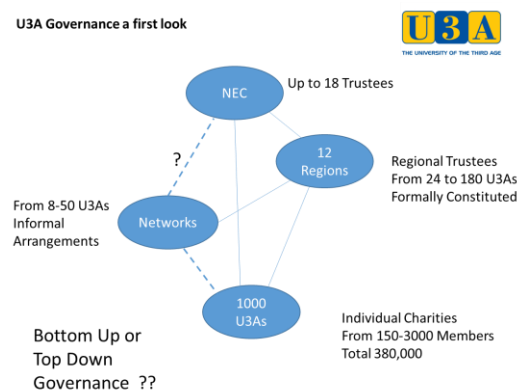 U3A Governance a first look
U3A
THE UNIVERSITY OF THE THIRD AGE
NEC
Up to 18 Trustees
?
12
Regions
Regional Trustees
From 24 to 180 U3As
Formally Constituted
From 8-50 U3As
Informal
Arrangements
Networks
1000
U3As
Individual Charities
From 150-3000 Members
Total 380,000
Bottom Up or
Top Down
Governance ??